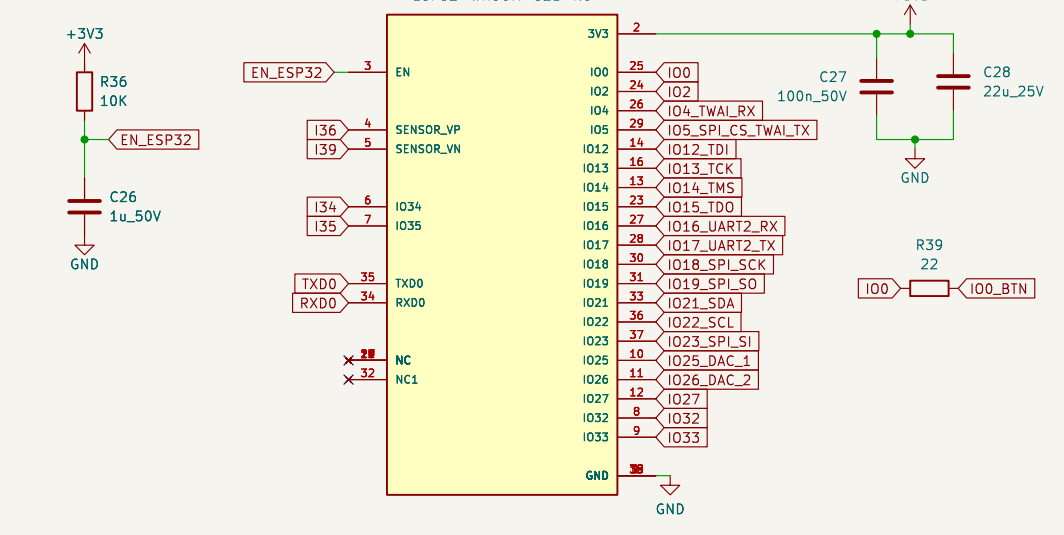 +3V3
R36
10K
EN_ESP32
C26
1u_50V
GND
EN_ESP32
3
EN
I36
4
SENSOR_VP
I39
5
SENSOR_VN
I34
6
IO34
I35
7
IO35
TXD0
35
TXD0
RXD0
34
RXD0
NC
32
NC1
3V3
2
IO0
25
IO0
IO2
24
IO2
IO4
26
IO4_TWAI_RX
IO5
29
IO5_SPI_CS_TWAI_TX
IO12
14
IO12_TDI
IO13
16
IO13_TCK
IO14
13
IO14_TMS
IO15
23
IO15_TDO
IO16
27
IO16_UART2_RX
IO17
28
IO17_UART2_TX
IO18
30
IO18_SPI_SCK
IO19
31
IO19_SPI_SO
IO21
33
IO21_SDA
IO22
36
IO22_SCL
IO23
37
IO23_SPI_SI
IO25
10
IO25_DAC_1
IO26
11
IO26_DAC_2
IO27
12
IO27
IO32
8
IO32
IO33
9
IO33
GND
GND
C27
100n_50V
C28
22u_25V
GND
R39
22
IO0
IO0_BTN